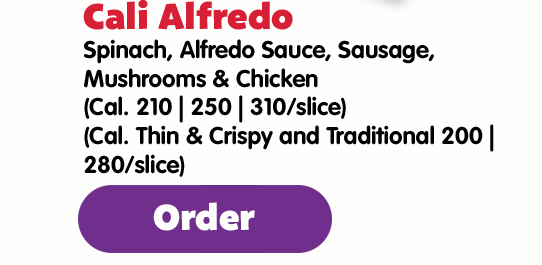 Cali Alfredo
Spinach, Alfredo Sauce, Sausage,
Mushrooms & Chicken
(Cal. 210 | 250 | 310/slice)
(Cal. Thin & Crispy and Traditional 200 |
280/slice)
Order